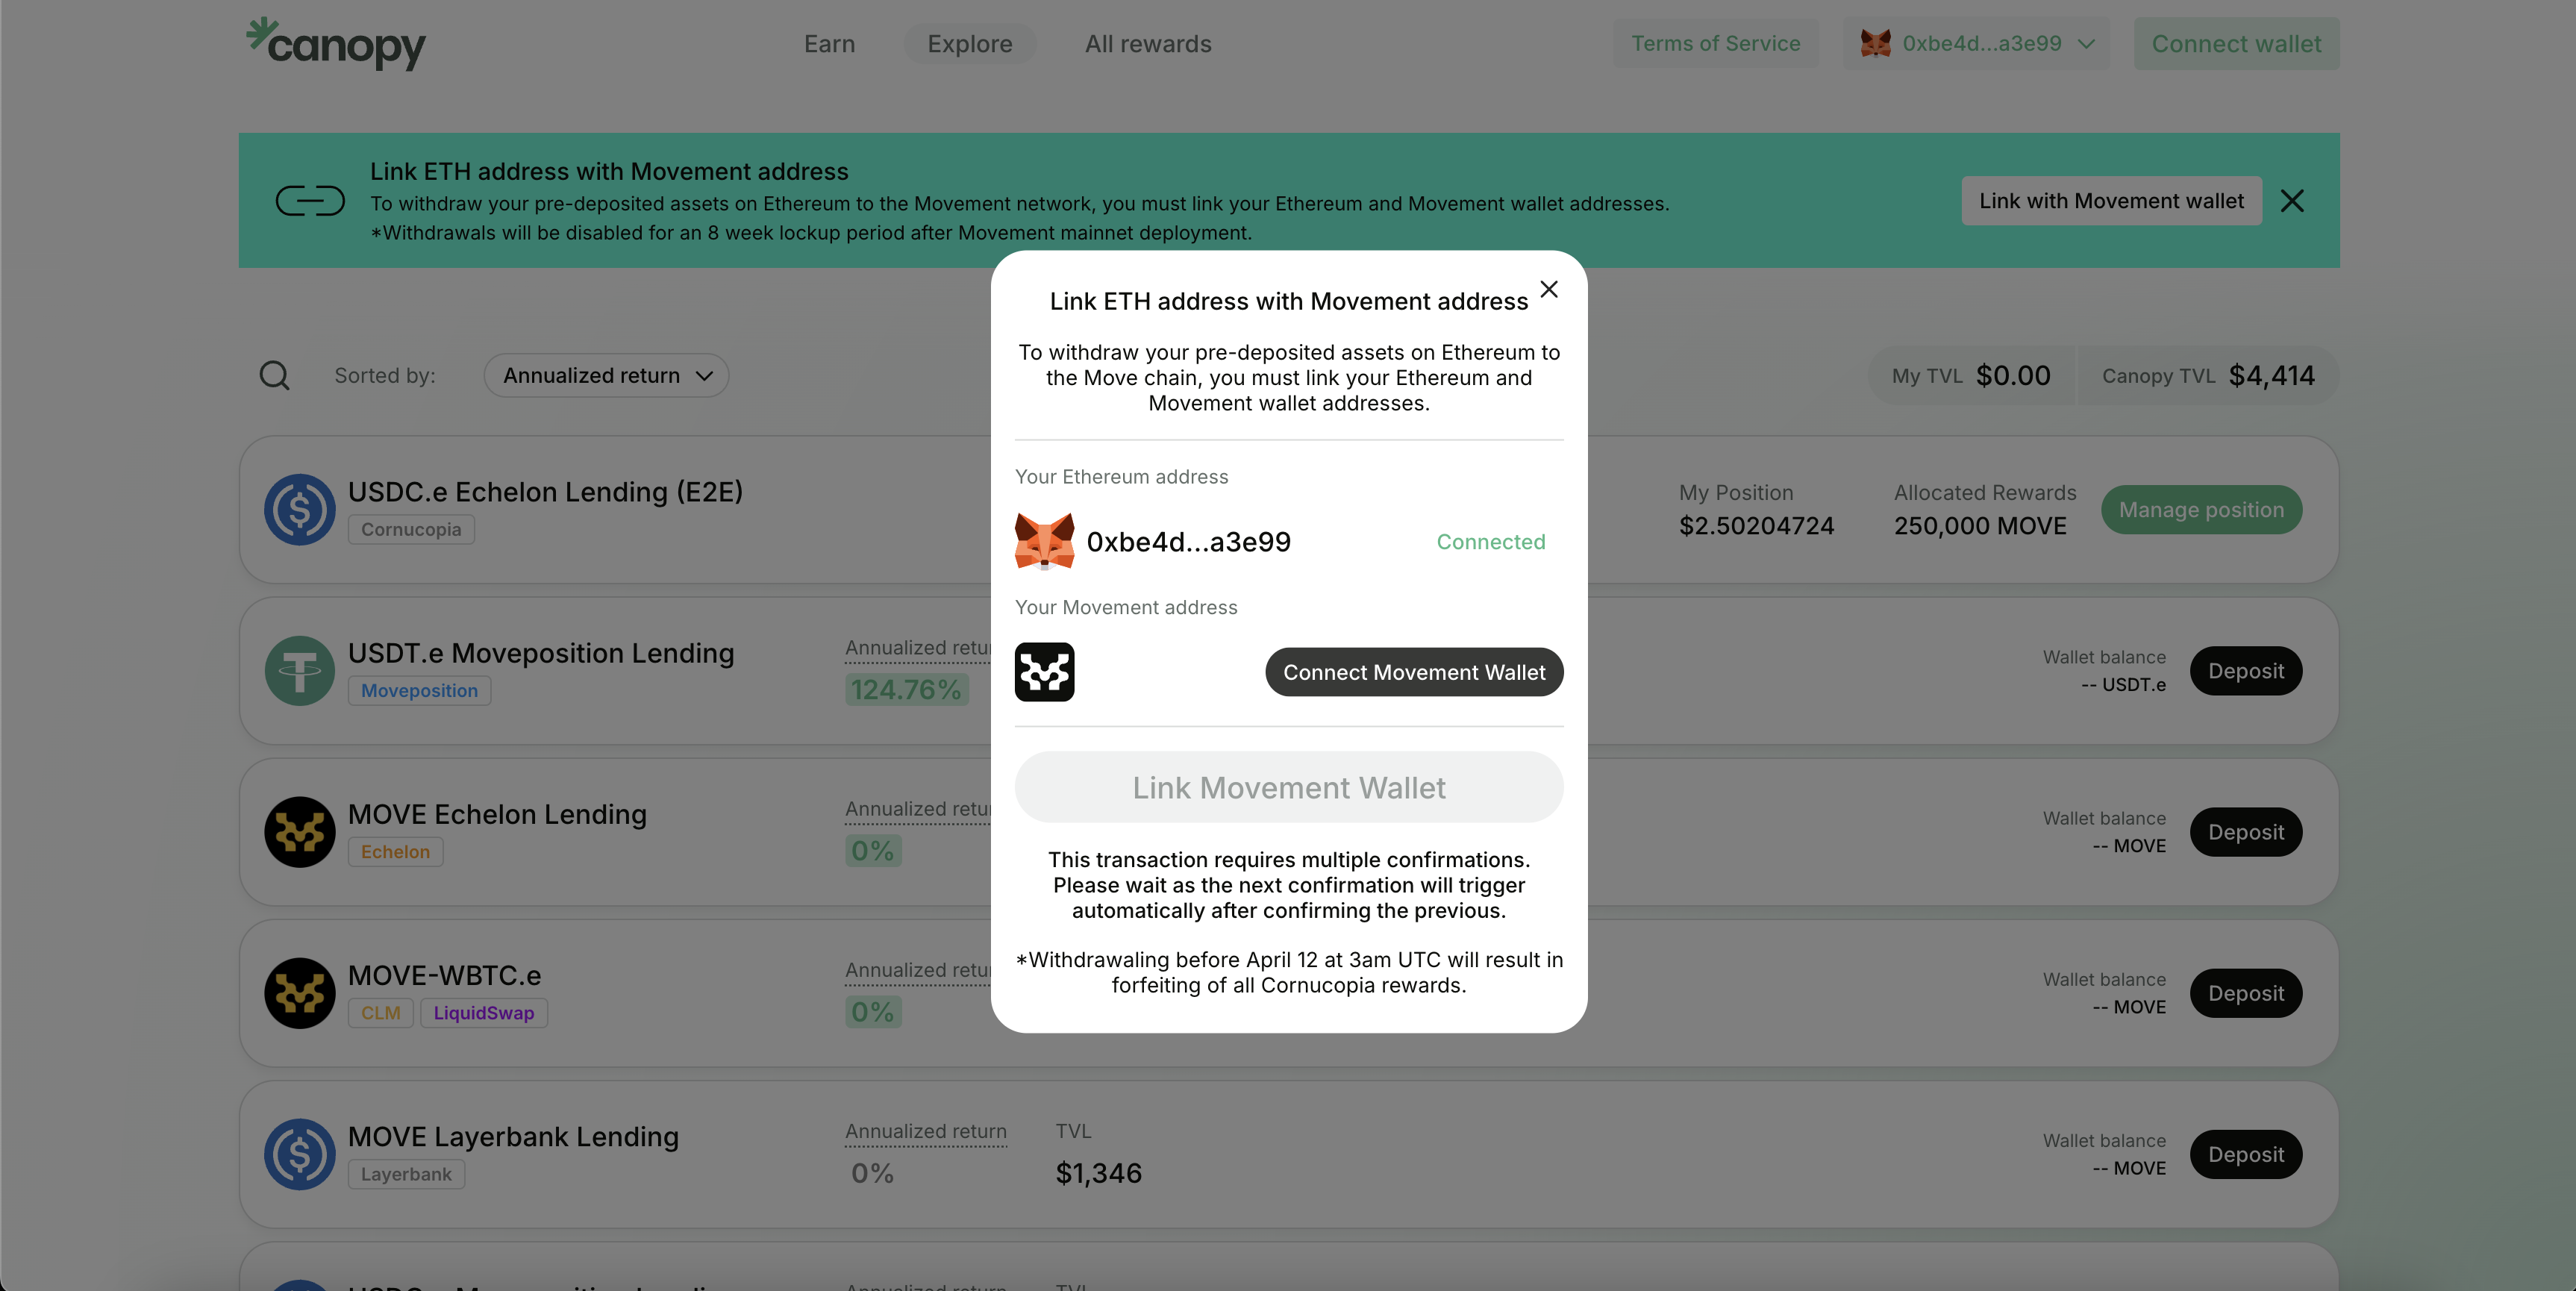 canopy
Earn
Explore
All rewards
Terms of Service
0xbe4d...a3e99
Connect wallet
Link ETH address with Movement address
To withdraw your pre-deposited assets on Ethereum to the Movement network, you must link your Ethereum and Movement wallet addresses.
*Withdrawals will be disabled for an 8 week lockup period after Movement mainnet deployment.
Link with Movement wallet
Sorted by:
Annualized return
My TVL $0.00
Canopy TVL $4,414
USDC.e Echelon Lending (E2E)
Cornucopia
My Position
$2.50204724
Allocated Rewards
250,000 MOVE
Manage position
USDT.e Moveposition Lending
Moveposition
Annualized retu
124.76%
Wallet balance
-- USDT.e
Deposit
MOVE Echelon Lending
Echelon
Annualized retu
0%
Wallet balance
-- MOVE
Deposit
MOVE-WBTC.e
CLM
LiquidSwap
Annualized retu
0%
Wallet balance
-- MOVE
Deposit
MOVE Layerbank Lending
Layerbank
Annualized return
0%
TVL
$1,346
Wallet balance
-- MOVE
Deposit
Link ETH address with Movement address
To withdraw your pre-deposited assets on Ethereum to
the Move chain, you must link your Ethereum and
Movement wallet addresses.
Your Ethereum address
0xbe4d...a3e99
Connected
Your Movement address
Connect Movement Wallet
Link Movement Wallet
This transaction requires multiple confirmations.
Please wait as the next confirmation will trigger
automatically after confirming the previous.
*Withdrawaling before April 12 at 3am UTC will result in
forfeiting of all Cornucopia rewards.